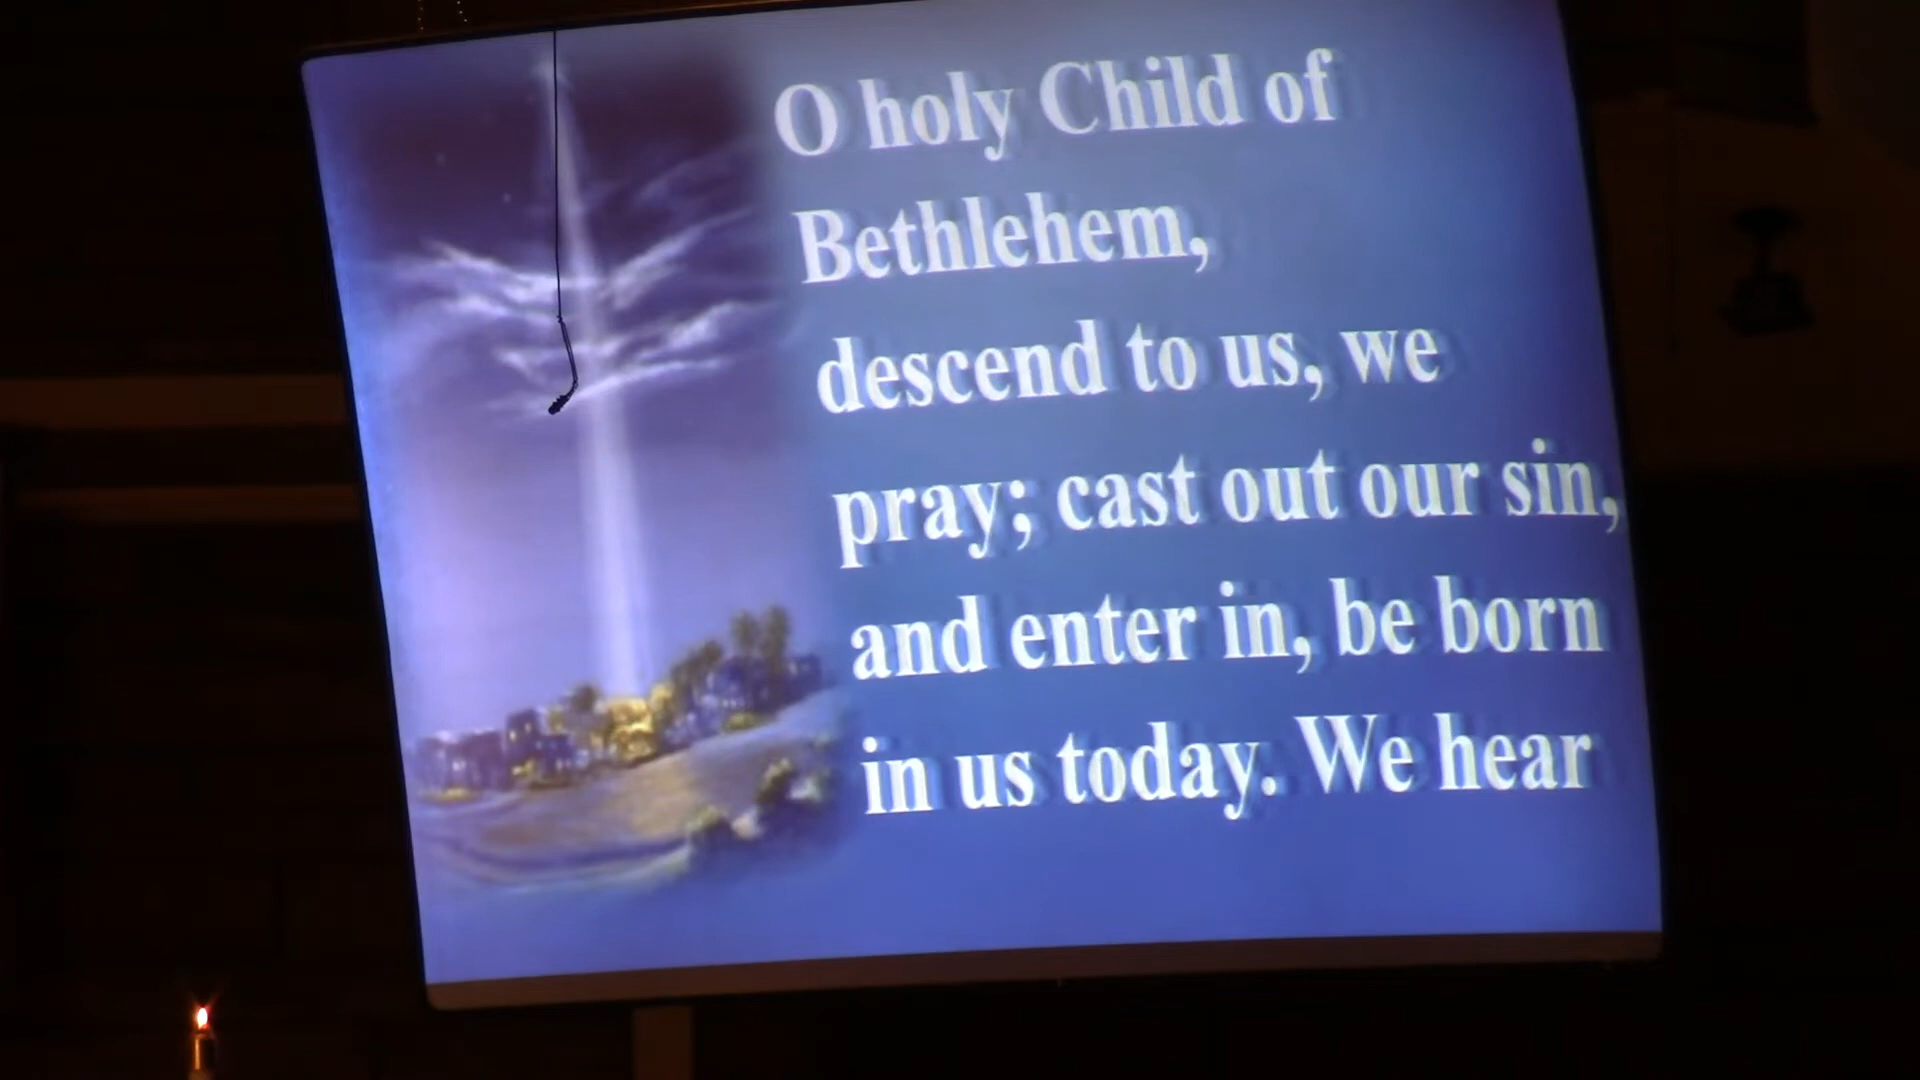 O holy Child of
Bethlehem,
descend to us, we
pray; cast out our sin,
and enter in, be born
in us today. We hear